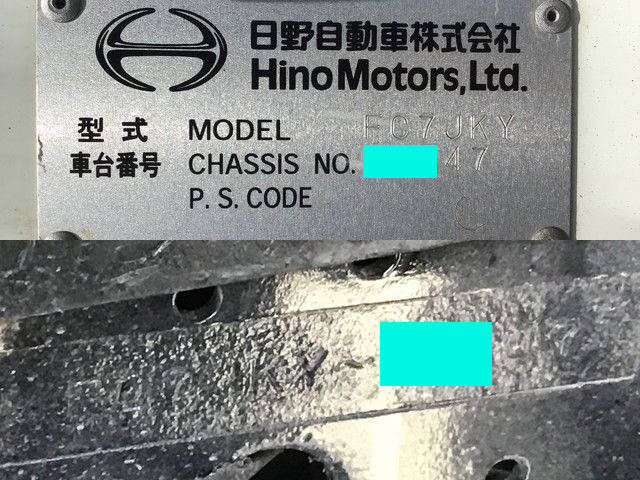 日野自動車株式会社
Hino Motors, Ltd.
型式 MODEL FC7JKY
車台番号 CHASSIS NO. 47
P.S.CODE C